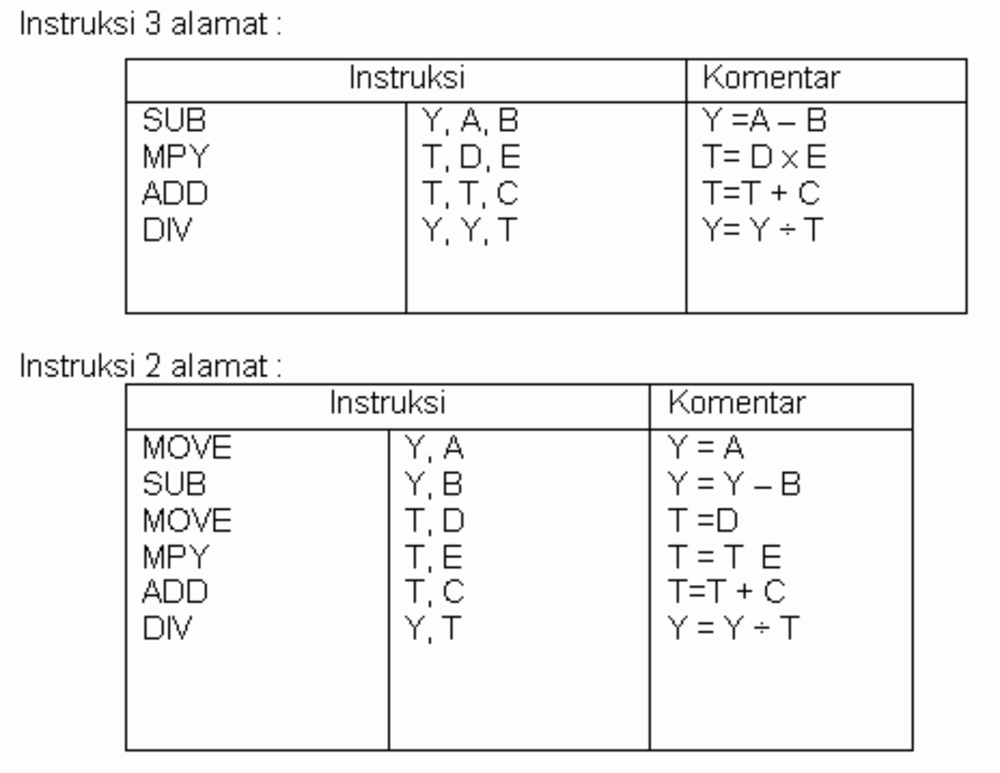 Instruksi 3 alamat :
Instruksi Komentar
SUB Y, A, B Y =A – B
MPY T, D, E T= D x E
ADD T, T, C T=T + C
DIV Y, Y, T Y= Y ÷ T
Instruksi 2 alamat :
Instruksi Komentar
MOVE Y, A Y = A
SUB Y, B Y = Y – B
MOVE T, D T =D
MPY T, E T = T E
ADD T, C T=T + C
DIV Y, T Y = Y ÷ T